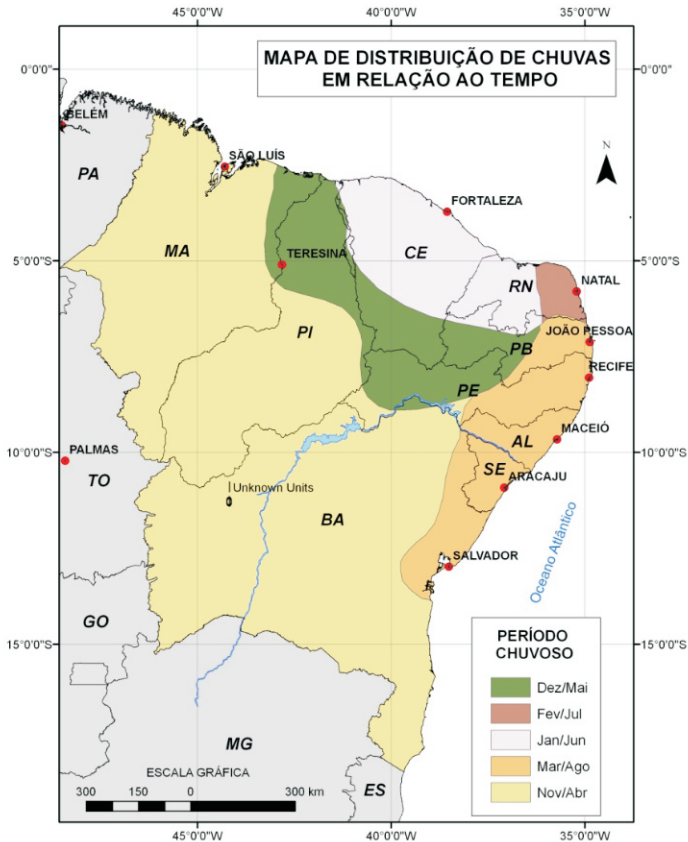 45°0'0"W 40°0'0"W 35°0'0"W
MAPA DE DISTRIBUIÇÃO DE CHUVAS
EM RELAÇÃO AO TEMPO
0°0'0"
BELÉM
SÃO LUÍS
PA
N
FORTALEZA
5°0'0"S 5°0'0"S
MA
TERESINA
CE
RN
NATAL
PI
PB
JOÃO PESSOA
RECIFE
PE
PALMAS
10°0'0"S 10°0'0"S
AL
MACEIÓ
TO
SE
ARACAJU
Unknown Units
0
BA
SALVADOR
Oceano Atlântico
GO
15°0'0"S 15°0'0"S
PERÍODO
CHUVOSO
Dez/Mai
Fev/Jul
Jan/Jun
Mar/Ago
Nov/Abr
MG
ES
ESCALA GRÁFICA
300 150 0 300 km
45°0'0"W 40°0'0"W 35°0'0"W